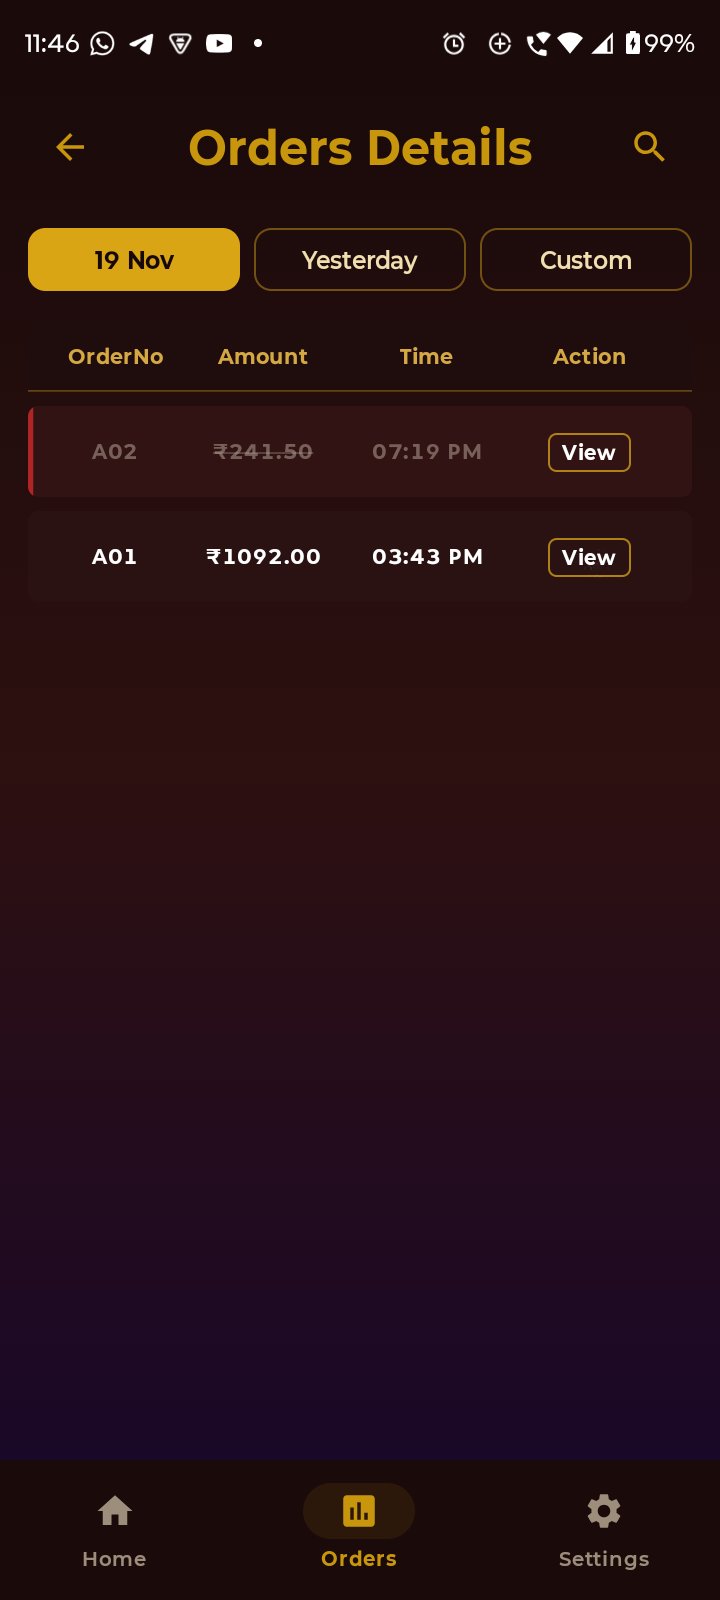 11:46 99%
Orders Details
19 Nov Yesterday Custom
OrderNo Amount Time Action
A02 ₹241.50 07:19 PM View
A01 ₹1092.00 03:43 PM View
Home Orders Settings